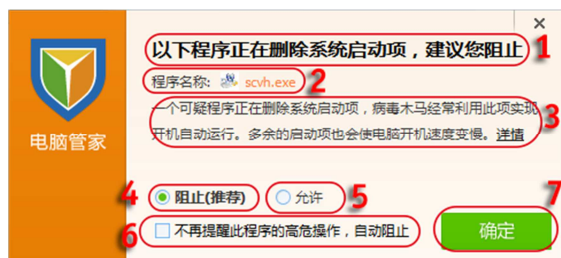 ×
以下程序正在删除系统启动项，建议您阻止 1
程序名称: scvh.exe 2
一个可疑程序正在删除系统启动项，病毒木马经常利用此项实现
开机自动运行。多余的启动项也会使电脑开机速度变慢。详情 3
电脑管家
4 阻止(推荐) 允许 5
6 不再提醒此程序的高危操作，自动阻止
确定 7